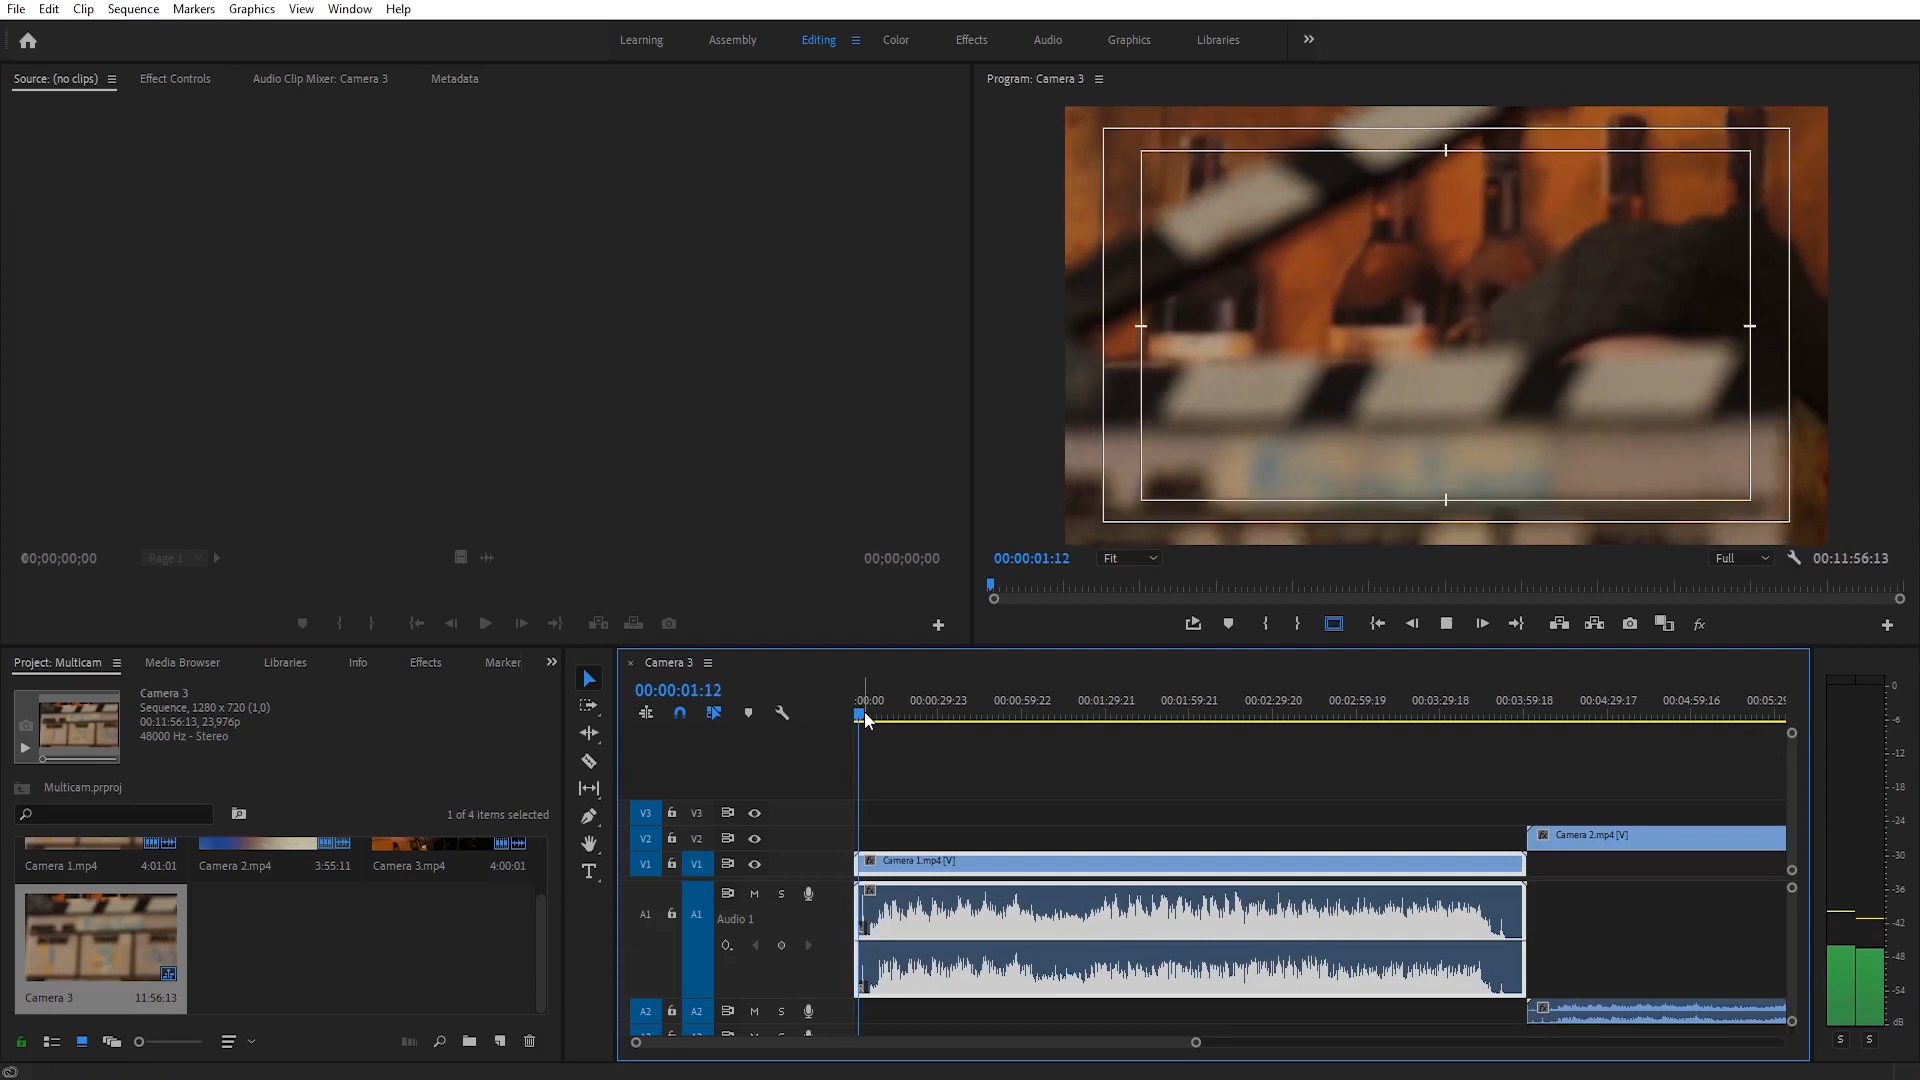 File Edit Clip Sequence Markers Graphics View Window Help
Learning Assembly Editing Color Effects Audio Graphics Libraries
Source: (no clips) Effect Controls Audio Clip Mixer: Camera 3 Metadata
Program: Camera 3
00;00;00;00 Page 1 00;00;00;00
00:00:01:12 Fit Full 00:11:56:13
Project: Multicam Media Browser Libraries Info Effects Marker
Camera 3
Sequence, 1280 x 720 (1,0)
00:11:56:13, 23,976p
48000 Hz - Stereo
Multicam.prproj
1 of 4 items selected
Camera 1.mp4 4:01:01 Camera 2.mp4 3:55:11 Camera 3.mp4 4:00:01
Camera 3 11:56:13
T
Camera 3
00:00:01:12
:00:00 00:00:29:23 00:00:59:22 00:01:29:21 00:01:59:21 00:02:29:20 00:02:59:19 00:03:29:18 00:03:59:18 00:04:29:17 00:04:59:16 00:05:29
V3 V3
V2 V2 fx Camera 2.mp4 [V]
V1 V1 fx Camera 1.mp4 [V]
A1 A1 M S
Audio 1
A2 A2 M S
0
-6
-12
-18
-24
-30
-36
-42
-48
-54
dB
S S